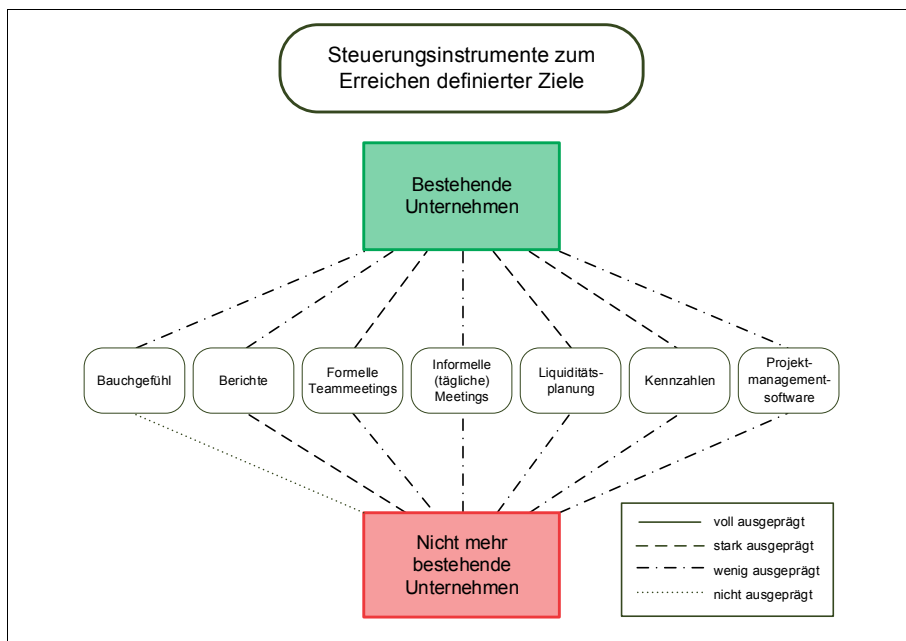 Steuerungsinstrumente zum
Erreichen definierter Ziele
Bestehende
Unternehmen
Bauchgefühl
Berichte
Formelle
Teammeetings
Informelle
(tägliche)
Meetings
Liquiditäts-
planung
Kennzahlen
Projekt-
management-
software
Nicht mehr
bestehende
Unternehmen
voll ausgeprägt
stark ausgeprägt
wenig ausgeprägt
nicht ausgeprägt